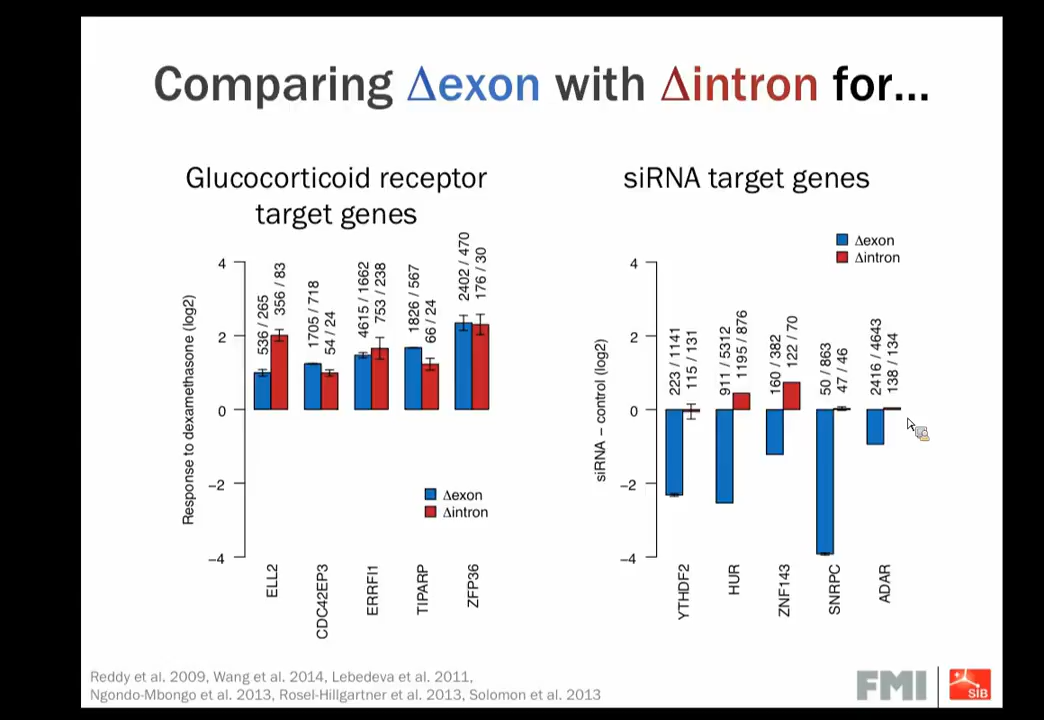 Comparing Δexon with Δintron for...
Glucocorticoid receptor
target genes
Response to dexamethasone (log2)
4
2
0
−2
−4
536 / 265
356 / 83
1705 / 718
54 / 24
4615 / 1662
753 / 238
1826 / 567
66 / 24
2402 / 470
176 / 30
Δexon
Δintron
ELL2
CDC42EP3
ERRFI1
TIPARP
ZFP36
siRNA target genes
Δexon
Δintron
siRNA − control (log2)
4
2
0
−2
−4
223 / 1141
115 / 131
911 / 5312
1195 / 876
160 / 382
122 / 70
50 / 863
47 / 46
2416 / 4643
138 / 134
YTHDF2
HUR
ZNF143
SNRPC
ADAR
Reddy et al. 2009, Wang et al. 2014, Lebedeva et al. 2011,
Ngondo-Mbongo et al. 2013, Rosel-Hillgartner et al. 2013, Solomon et al. 2013
FMI
SIB